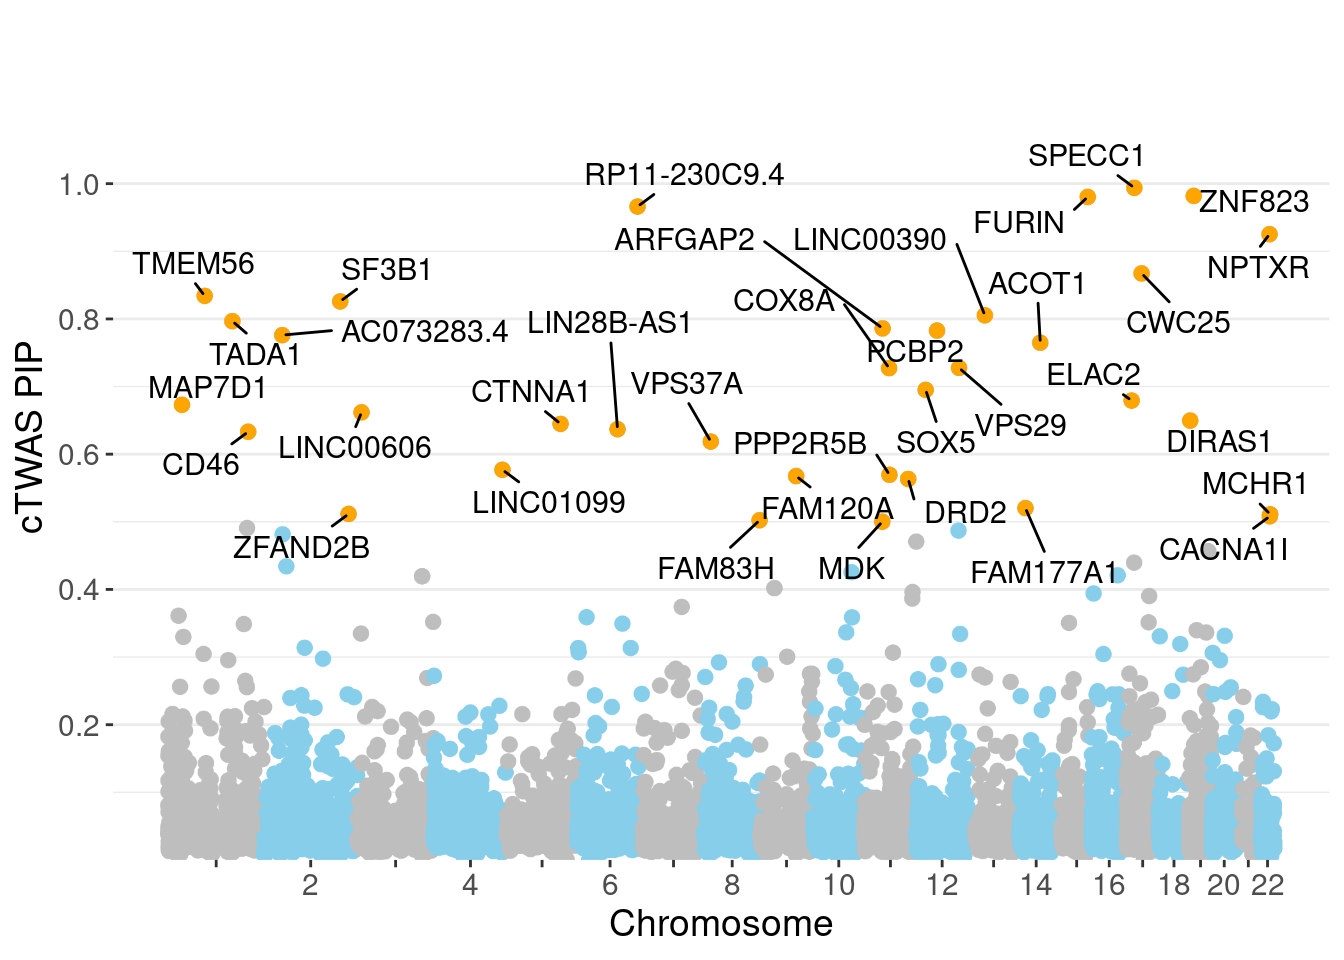 SPECC1
RP11-230C9.4
1.0
ZNF823
FURIN
ARFGAP2
LINC00390
TMEM56
SF3B1
NPTXR
ACOT1
COX8A
0.8
LIN28B-AS1
CWC25
AC073283.4
TADA1
PCBP2
ELAC2
MAP7D1
CTNNA1
VPS37A
VPS29
cTWAS PIP
LINC00606
PPP2R5B
SOX5
DIRAS1
0.6
CD46
MCHR1
LINC01099
FAM120A
DRD2
ZFAND2B
CACNA1I
FAM83H
MDK
FAM177A1
0.4
0.2
2 4 6 8 10 12 14 16 18 20 22
Chromosome